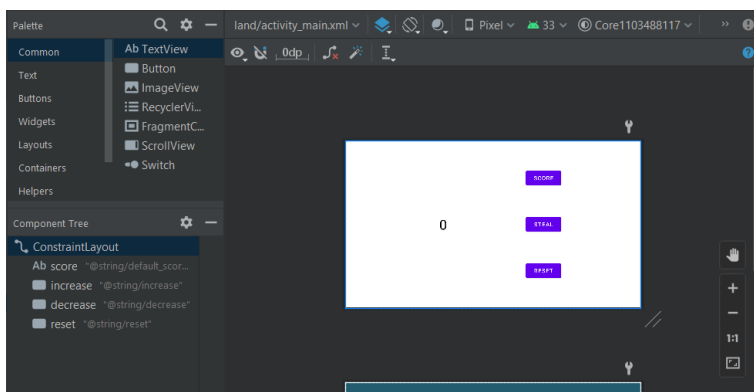 Palette
land/activity_main.xml
Pixel
33
Core1103488117
Common
Ab TextView
Text
Button
Buttons
ImageView
Widgets
RecyclerVi...
Layouts
FragmentC...
Containers
ScrollView
Helpers
Switch
0dp
Component Tree
ConstraintLayout
Ab score "@string/default_scor...
increase "@string/increase"
decrease "@string/decrease"
reset "@string/reset"
0
SCORE
STEAL
RESET
1:1